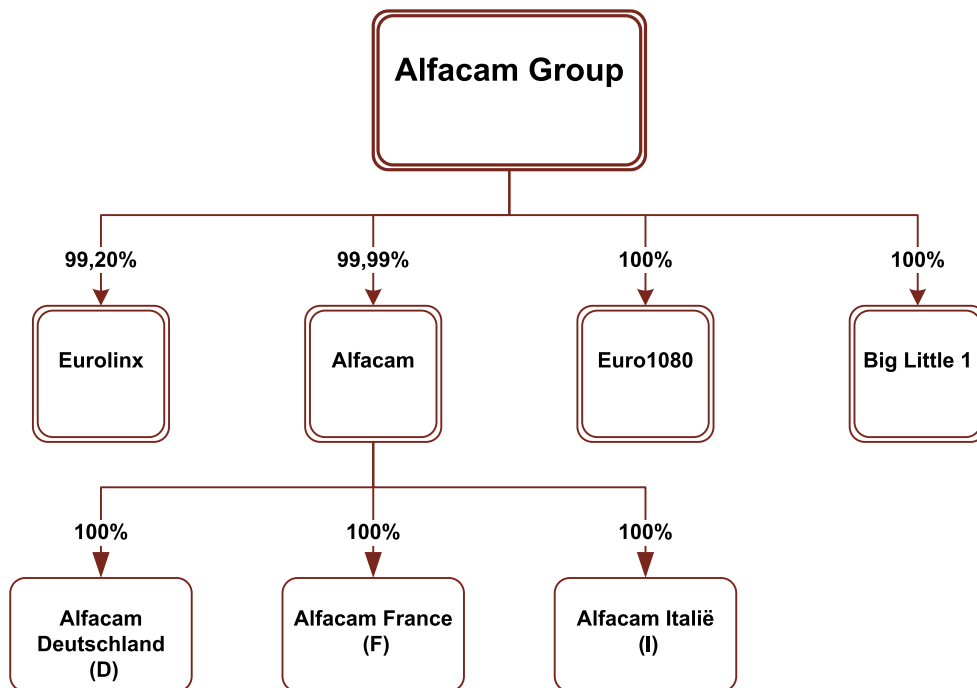 Alfacam Group
99,20%
99,99%
100%
100%
Eurolinx
Alfacam
Euro1080
Big Little 1
100%
100%
100%
Alfacam
Deutschland
(D)
Alfacam France
(F)
Alfacam Italië
(I)